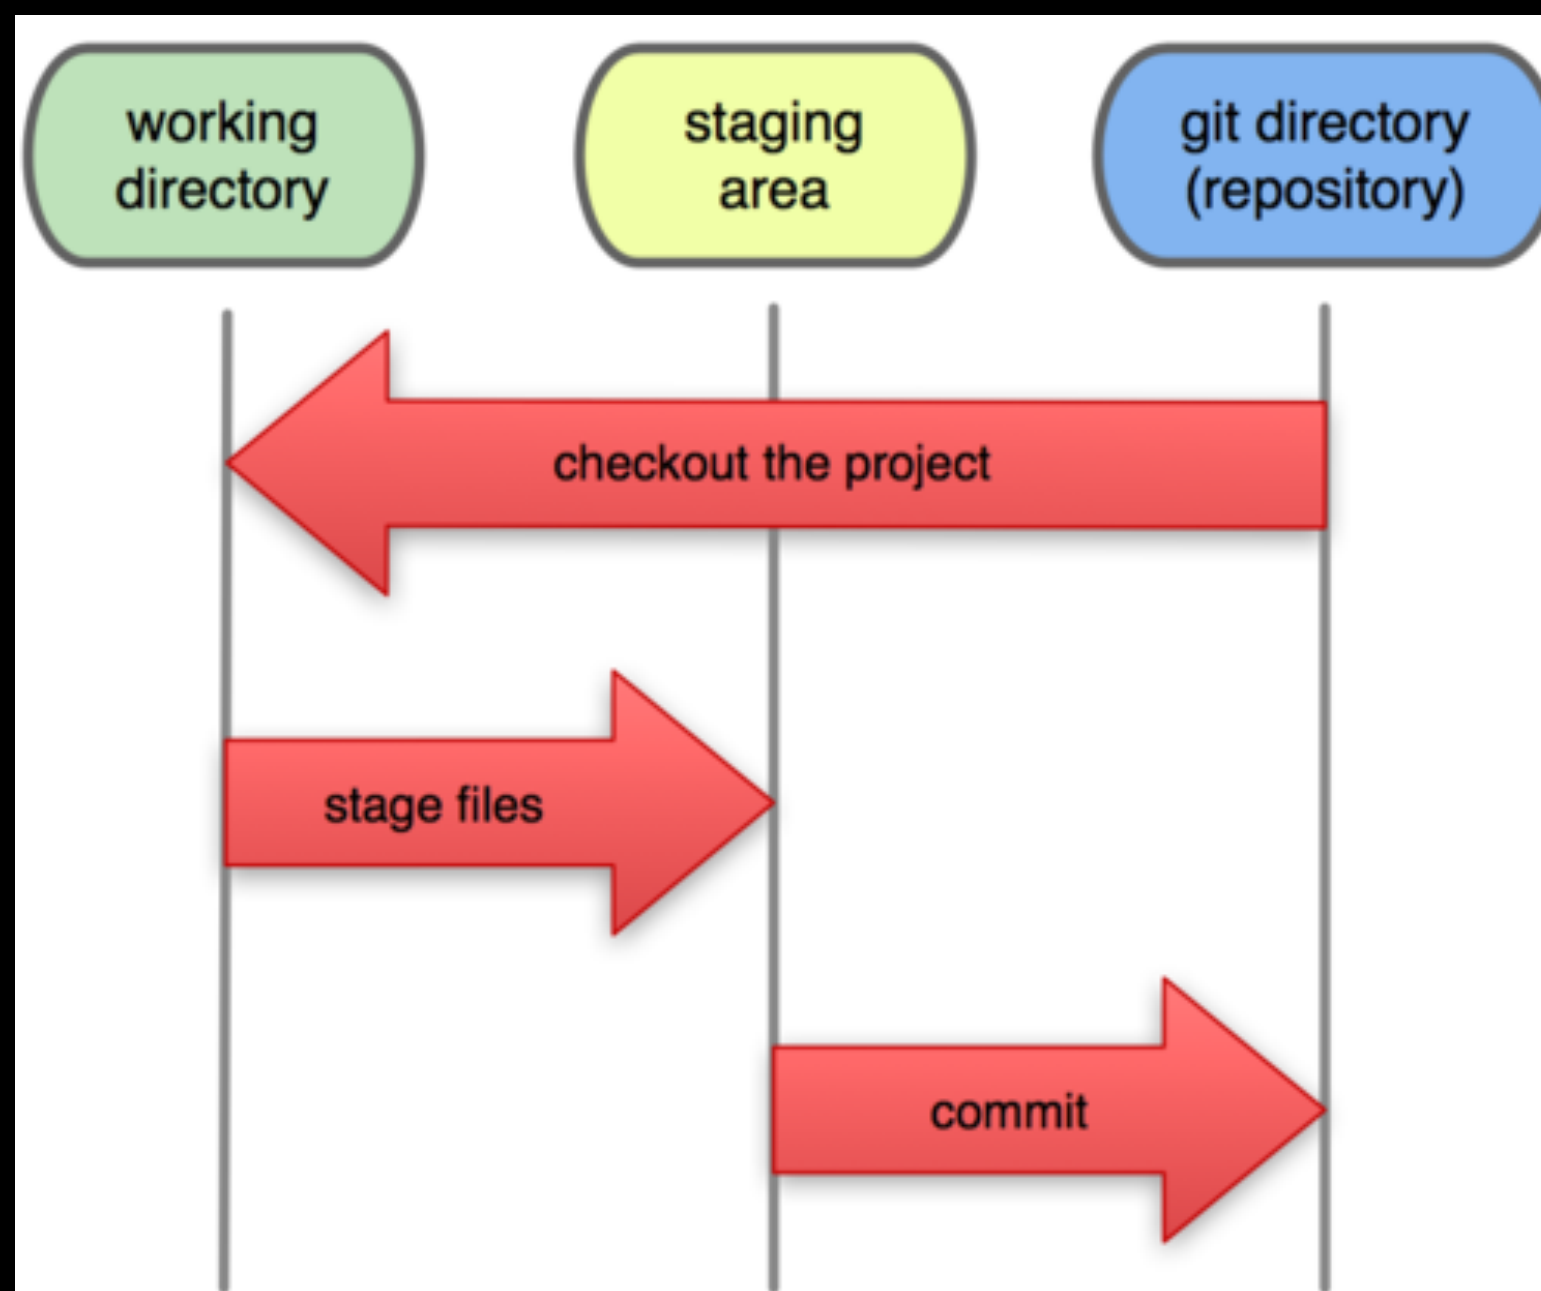 working
directory
staging
area
git directory
(repository)
checkout the project
stage files
commit